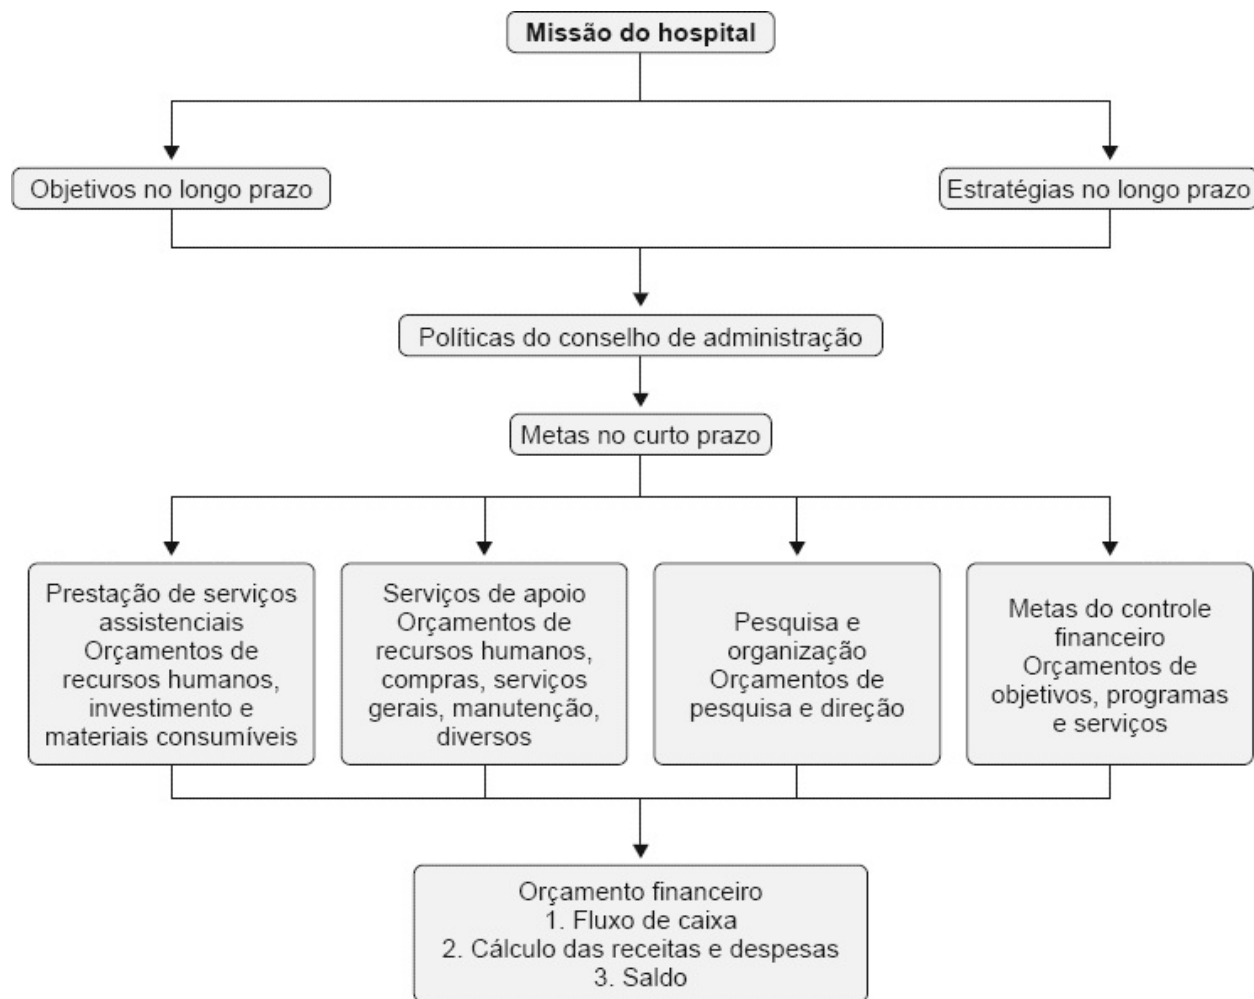 Missão do hospital
Objetivos no longo prazo
Estratégias no longo prazo
Políticas do conselho de administração
Metas no curto prazo
Prestação de serviços
assistenciais
Orçamentos de
recursos humanos,
investimento e
materiais consumíveis
Serviços de apoio
Orçamentos de
recursos humanos,
compras, serviços
gerais, manutenção,
diversos
Pesquisa e
organização
Orçamentos de
pesquisa e direção
Metas do controle
financeiro
Orçamentos de
objetivos, programas
e serviços
Orçamento financeiro
1. Fluxo de caixa
2. Cálculo das receitas e despesas
3. Saldo